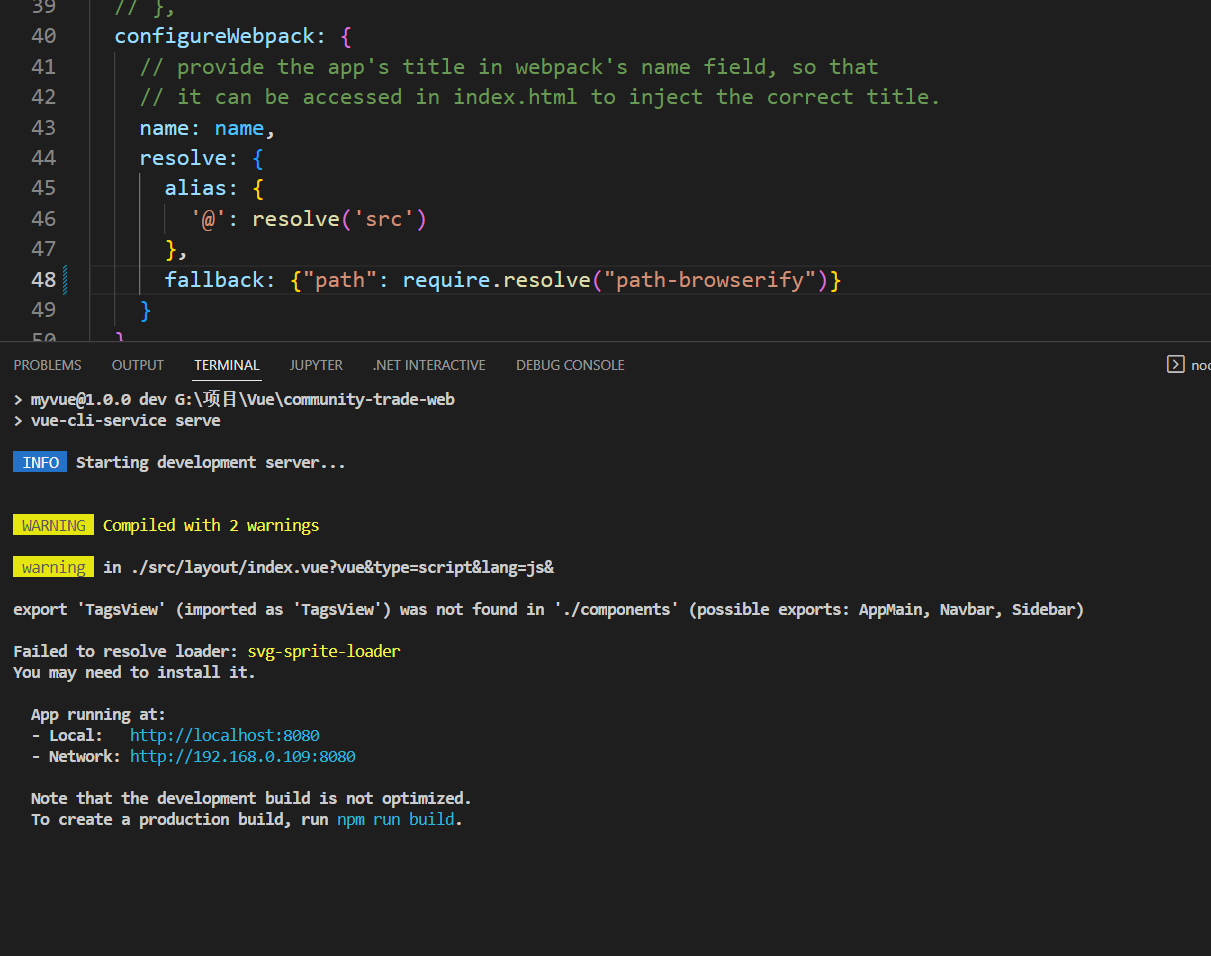 39 // },
40 configureWebpack: {
41 // provide the app's title in webpack's name field, so that
42 // it can be accessed in index.html to inject the correct title.
43 name: name,
44 resolve: {
45 alias: {
46 '@': resolve('src')
47 },
48 fallback: {"path": require.resolve("path-browserify")}
49 }
50 }
PROBLEMS OUTPUT TERMINAL JUPYTER .NET INTERACTIVE DEBUG CONSOLE
> myvue@1.0.0 dev G:\项目\Vue\community-trade-web
> vue-cli-service serve
INFO Starting development server...
WARNING Compiled with 2 warnings
warning in ./src/layout/index.vue?vue&type=script&lang=js&
export 'TagsView' (imported as 'TagsView') was not found in './components' (possible exports: AppMain, Navbar, Sidebar)
Failed to resolve loader: svg-sprite-loader
You may need to install it.
App running at:
- Local: http://localhost:8080
- Network: http://192.168.0.109:8080
Note that the development build is not optimized.
To create a production build, run npm run build.